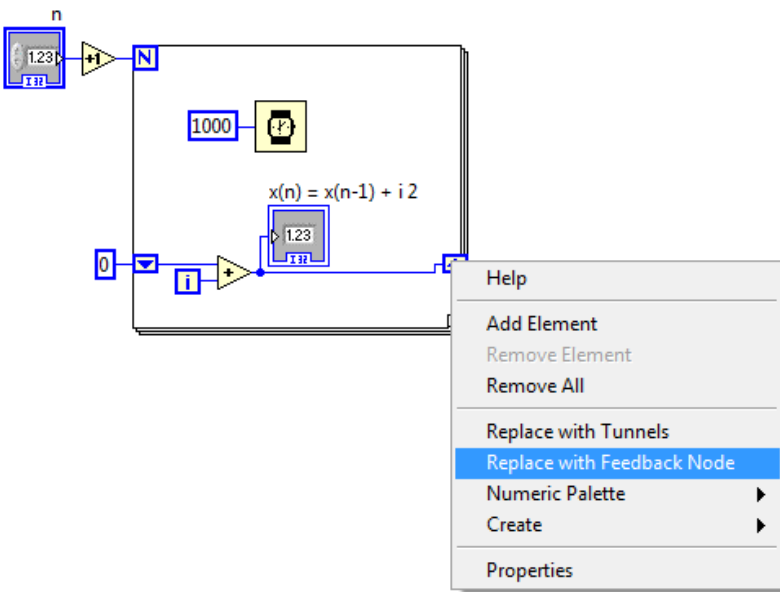 n
1.23
I32
+1
N
1000
x(n) = x(n-1) + i 2
1.23
I32
0
i
+
Help
Add Element
Remove Element
Remove All
Replace with Tunnels
Replace with Feedback Node
Numeric Palette
Create
Properties